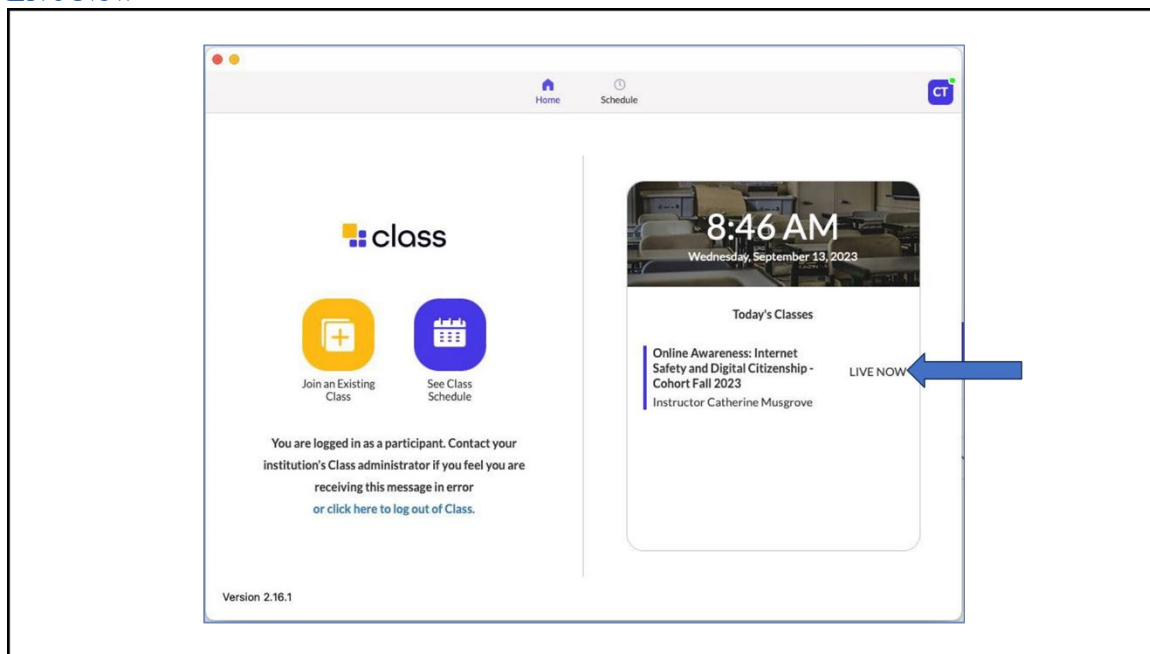 Home
Schedule
CT
class
Join an Existing
Class
See Class
Schedule
You are logged in as a participant. Contact your
institution's Class administrator if you feel you are
receiving this message in error
or click here to log out of Class.
Version 2.16.1
8:46 AM
Wednesday, September 13, 2023
Today's Classes
Online Awareness: Internet
Safety and Digital Citizenship -
Cohort Fall 2023
Instructor Catherine Musgrove
LIVE NOW